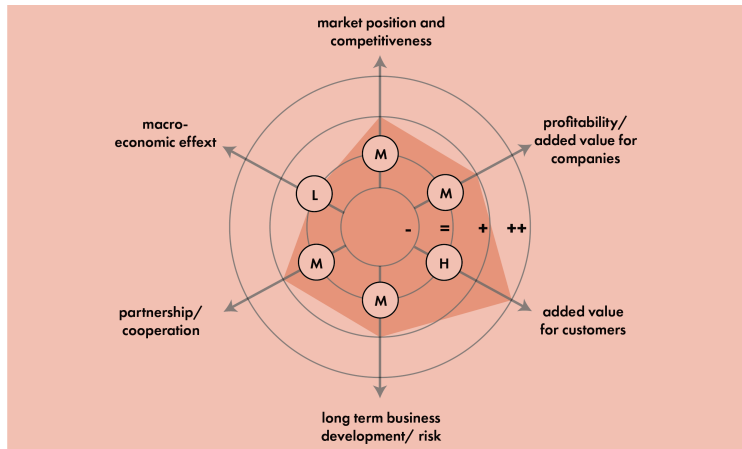 market position and
competitiveness
macro-
economic effext
profitability/
added value for
companies
M
L
M
-
=
+
++
M
H
M
partnership/
cooperation
added value
for customers
long term business
development/ risk